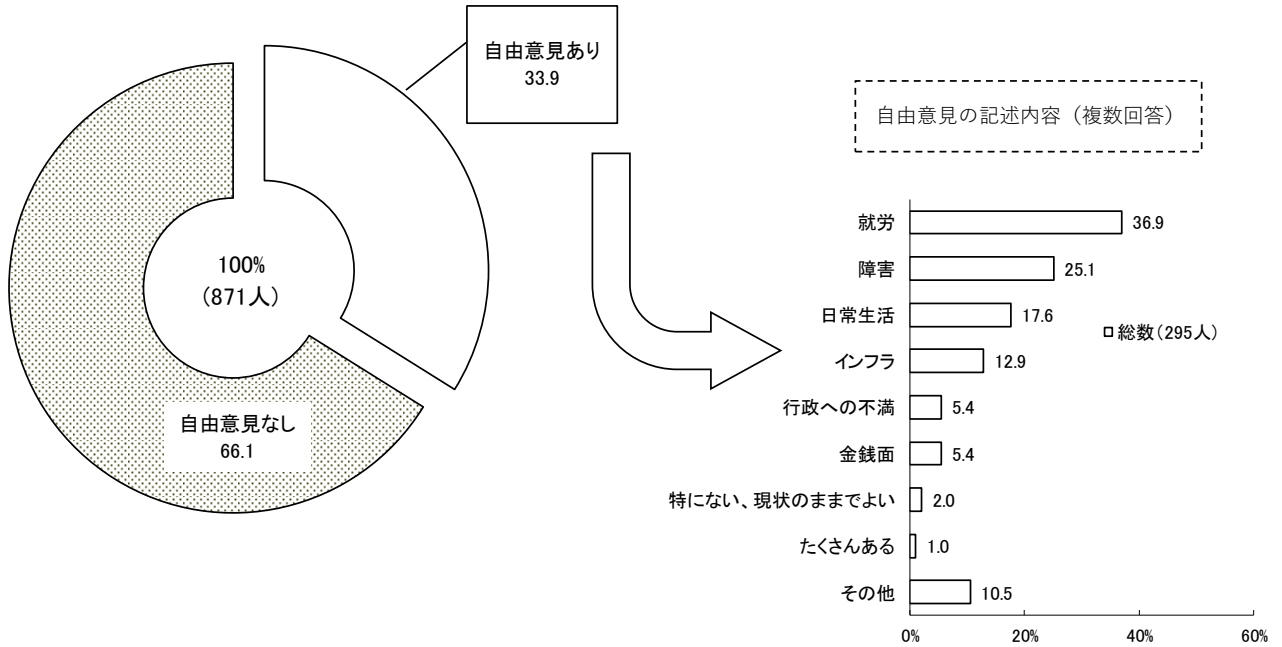 自由意見あり
33.9
自由意見の記述内容（複数回答）
100%
（871人）
自由意見なし
66.1
就労
36.9
障害
25.1
日常生活
17.6
インフラ
12.9
行政への不満
5.4
金銭面
5.4
特にない、現状のままでよい
2.0
たくさんある
1.0
その他
10.5
総数（295人）
0%
20%
40%
60%